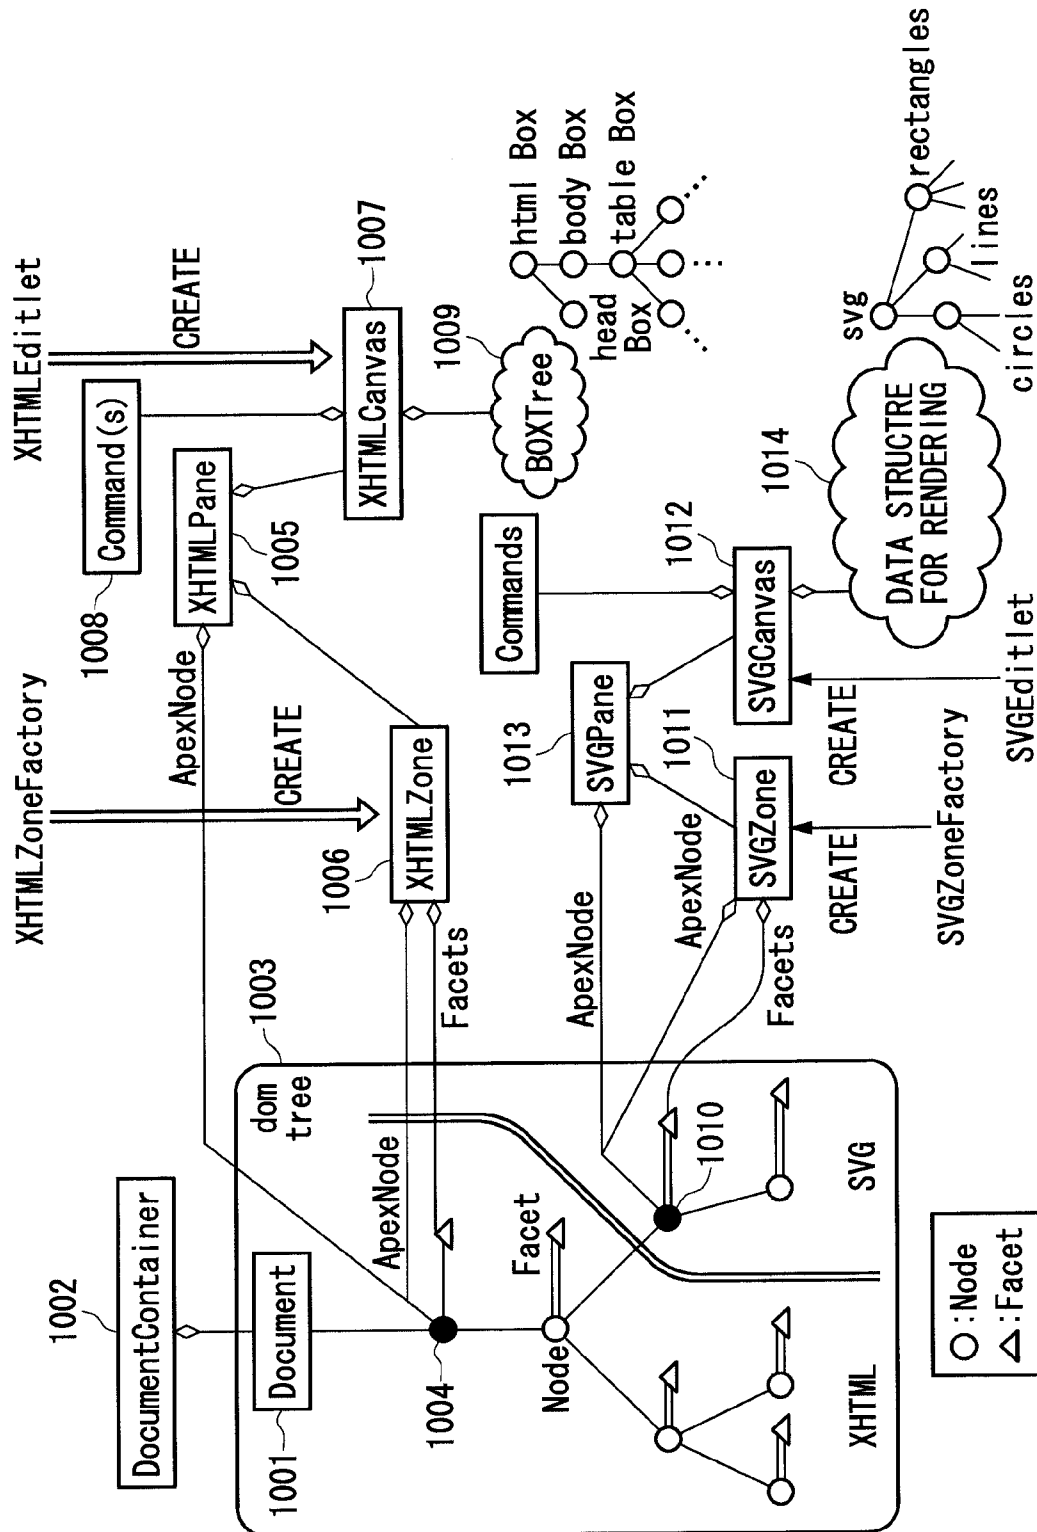 XHTMLZoneFactory
XHTMLEditlet
CREATE
CREATE
1002
DocumentContainer
1008
Command(s)
ApexNode
XHTMLPane
1005
XHTMLCanvas
1007
1003
dom
tree
1001
Document
1006
XHTMLZone
ApexNode
Facets
1009
BOXTree
html Box
head
Box
body Box
table Box
1004
Node
Facet
1010
XHTML
SVG
ApexNode
1013
SVGPane
Commands
ApexNode
1011
SVGZone
Facets
1012
SVGCanvas
1014
DATA STRUCTRE
FOR RENDERING
svg
circles
lines
rectangles
CREATE
CREATE
SVGZoneFactory
SVGEditlet
:Node
:Facet